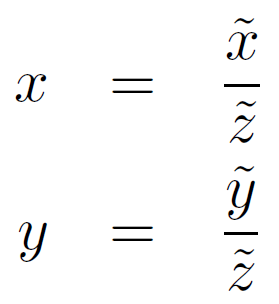 x = x̃ / z̃
y = ỹ / z̃